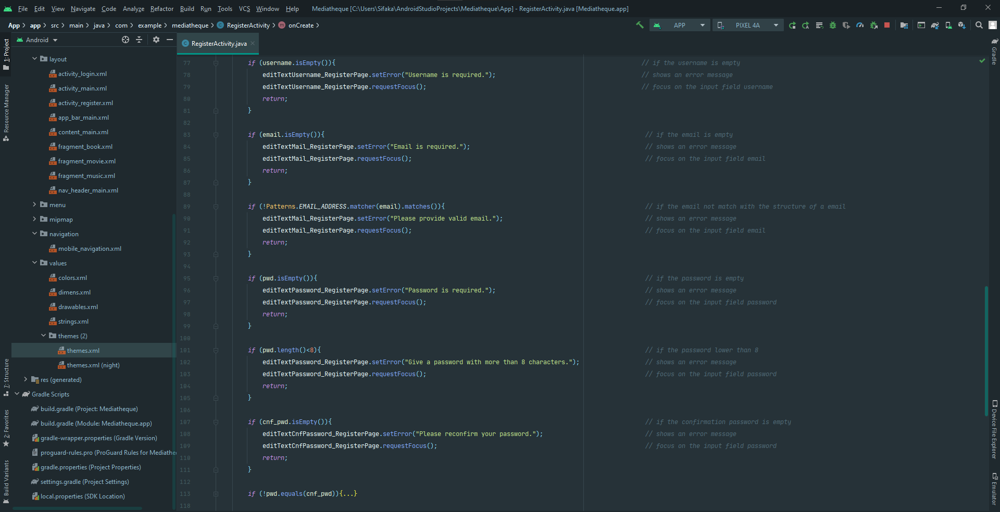 File Edit View Navigate Code Analyze Refactor Build Run Tools VCS Window Help Mediatheque [C:\Users\Sifaka\AndroidStudioProjects\Mediatheque\App] - RegisterActivity.java [Mediatheque.app]
App app src main java com example mediatheque RegisterActivity onCreate APP PIXEL 4A
Android
RegisterActivity.java
1: Project
Resource Manager
7: Structure
2: Favorites
Build Variants
layout
activity_login.xml
activity_main.xml
activity_register.xml
app_bar_main.xml
content_main.xml
fragment_book.xml
fragment_movie.xml
fragment_music.xml
nav_header_main.xml
menu
mipmap
navigation
mobile_navigation.xml
values
colors.xml
dimens.xml
drawables.xml
strings.xml
themes (2)
themes.xml
themes.xml (night)
res (generated)
Gradle Scripts
build.gradle (Project: Mediatheque)
build.gradle (Module: Mediatheque.app)
gradle-wrapper.properties (Gradle Version)
proguard-rules.pro (ProGuard Rules for Mediathe
gradle.properties (Project Properties)
settings.gradle (Project Settings)
local.properties (SDK Location)
77 if (username.isEmpty()){ // if the username is empty
78 editTextUsername_RegisterPage.setError("Username is required."); // shows an error message
79 editTextUsername_RegisterPage.requestFocus(); // focus on the input field username
80 return;
81 }
82
83 if (email.isEmpty()){ // if the email is empty
84 editTextMail_RegisterPage.setError("Email is required."); // shows an error message
85 editTextMail_RegisterPage.requestFocus(); // focus on the input field email
86 return;
87 }
88
89 if (!Patterns.EMAIL_ADDRESS.matcher(email).matches()){ // if the email not match with the structure of a email
90 editTextMail_RegisterPage.setError("Please provide valid email."); // shows an error message
91 editTextMail_RegisterPage.requestFocus(); // focus on the input field email
92 return;
93 }
94
95 if (pwd.isEmpty()){ // if the password is empty
96 editTextPassword_RegisterPage.setError("Password is required."); // shows an error message
97 editTextPassword_RegisterPage.requestFocus(); // focus on the input field password
98 return;
99 }
100
101 if (pwd.length()<8){ // if the password lower than 8
102 editTextPassword_RegisterPage.setError("Give a password with more than 8 characters."); // shows an error message
103 editTextPassword_RegisterPage.requestFocus(); // focus on the input field password
104 return;
105 }
106
107 if (cnf_pwd.isEmpty()){ // if the confirmation password is empty
108 editTextCnfPassword_RegisterPage.setError("Please reconfirm your password."); // shows an error message
109 editTextCnfPassword_RegisterPage.requestFocus(); // focus on the input field password
110 return;
111 }
112
113 if (!pwd.equals(cnf_pwd)){...}
118
Gradle
Device File Explorer
Emulator